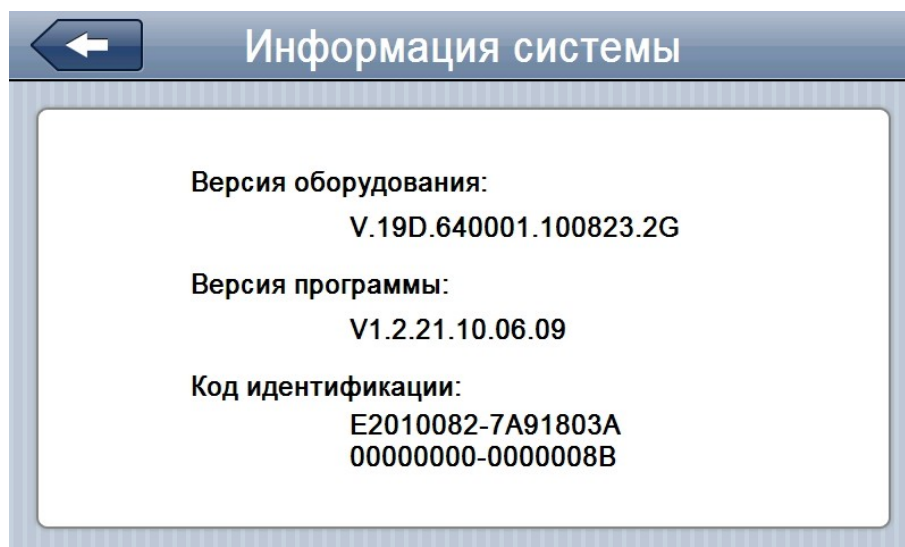 Информация системы
Версия оборудования:
V.19D.640001.100823.2G
Версия программы:
V1.2.21.10.06.09
Код идентификации:
E2010082-7A91803A
00000000-0000008B